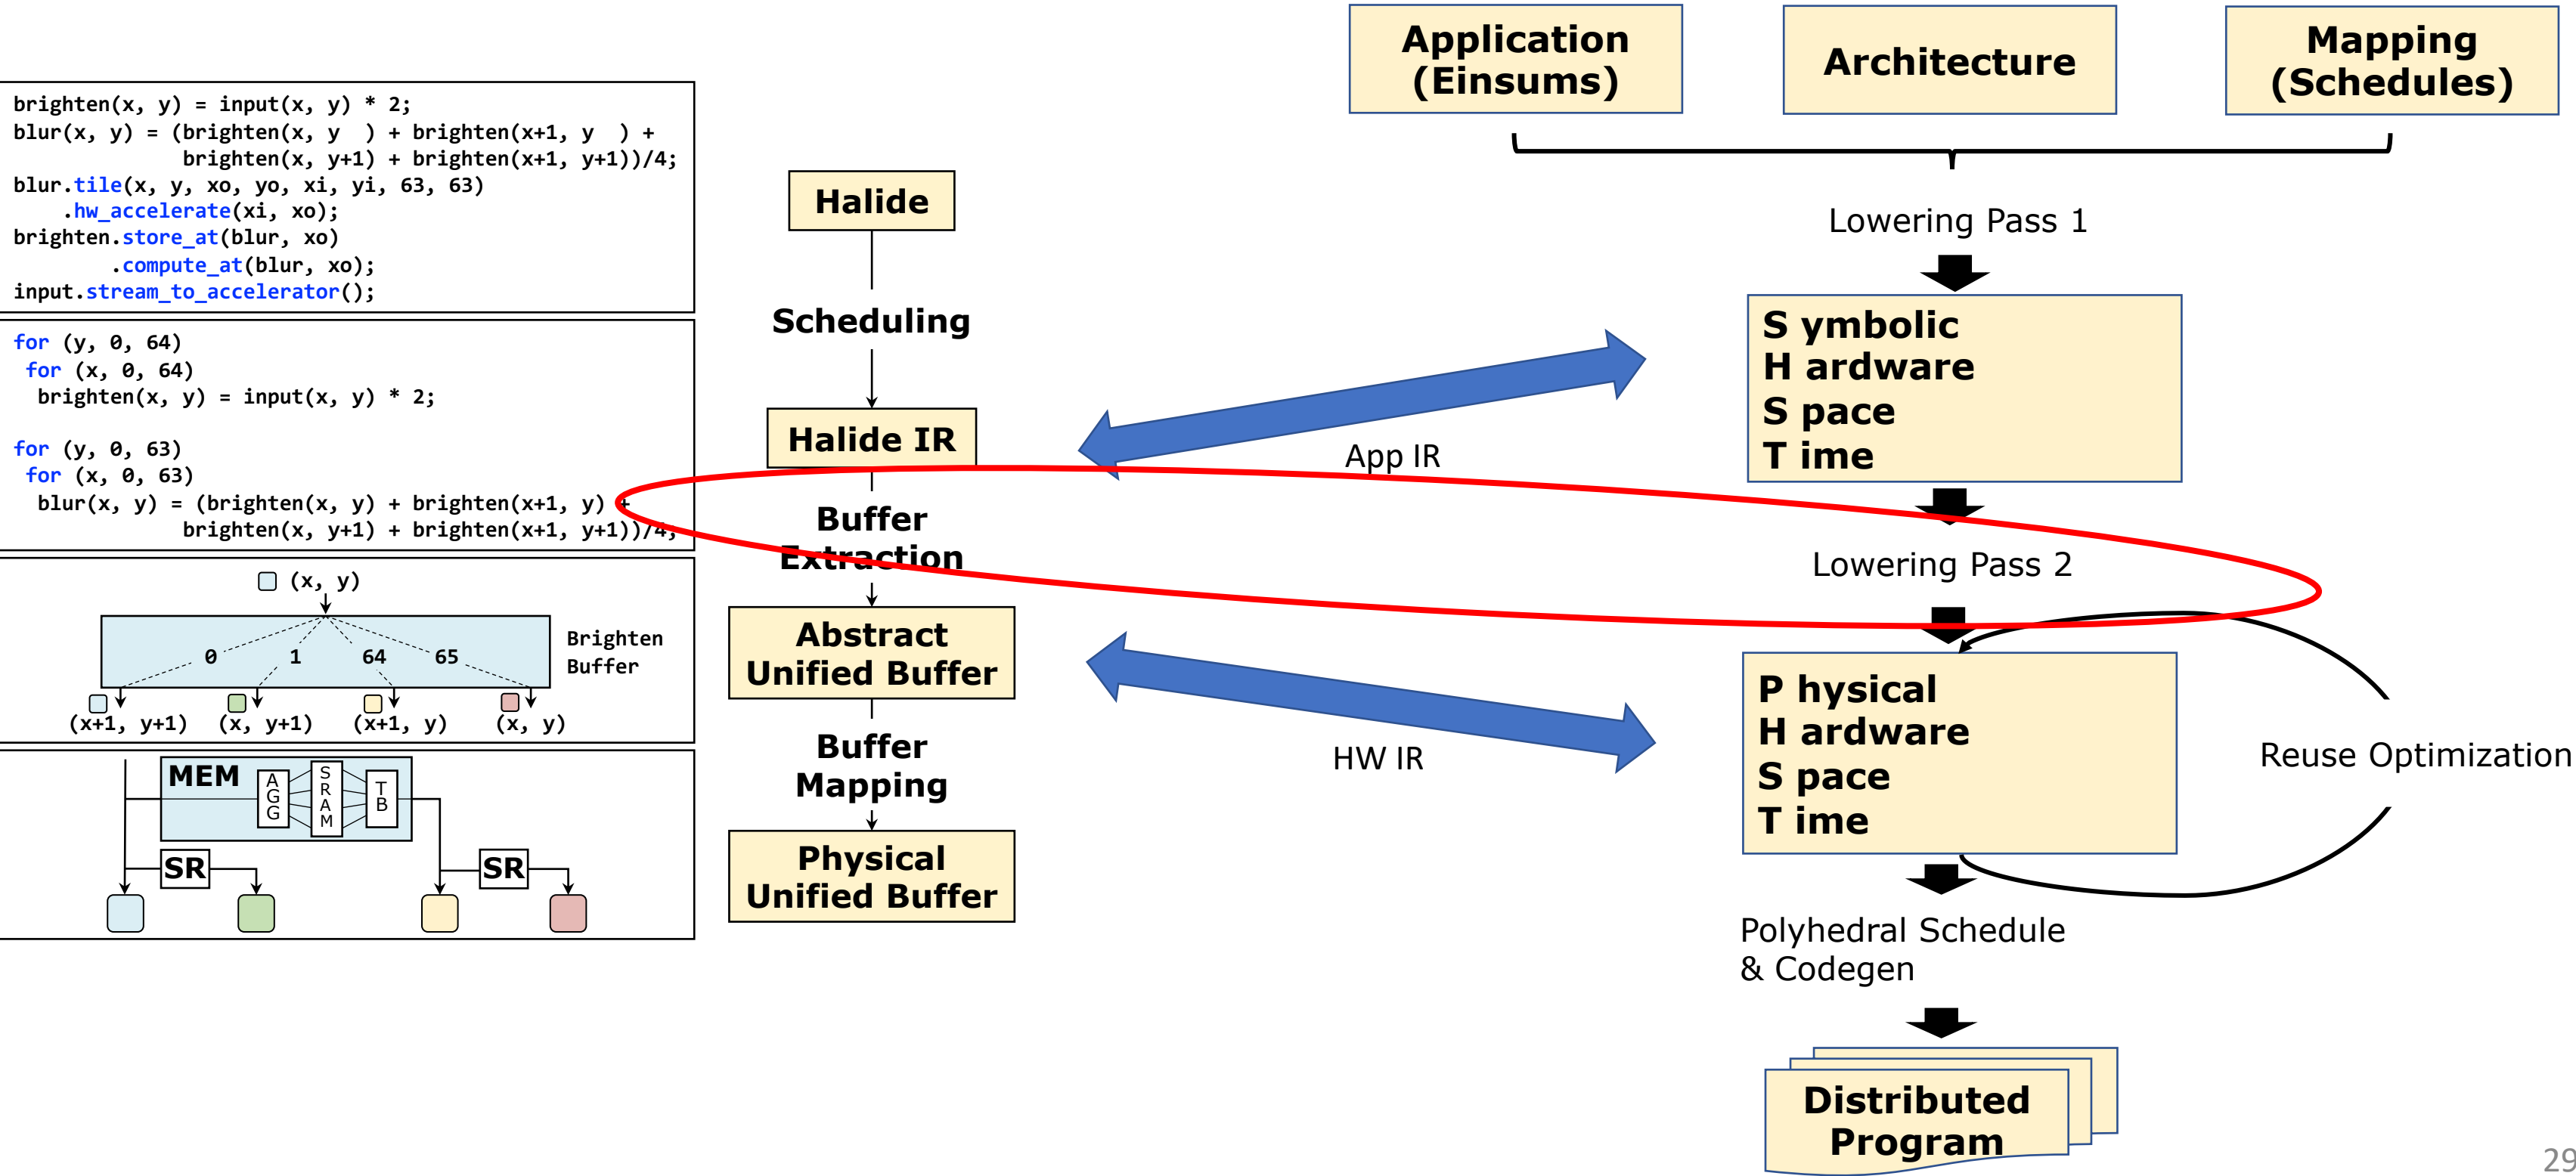 brighten(x, y) = input(x, y) * 2;
blur(x, y) = (brighten(x, y  ) + brighten(x+1, y  ) +
              brighten(x, y+1) + brighten(x+1, y+1))/4;
blur.tile(x, y, xo, yo, xi, yi, 63, 63)
    .hw_accelerate(xi, xo);
brighten.store_at(blur, xo)
        .compute_at(blur, xo);
input.stream_to_accelerator();
for (y, 0, 64)
 for (x, 0, 64)
  brighten(x, y) = input(x, y) * 2;
for (y, 0, 63)
 for (x, 0, 63)
  blur(x, y) = (brighten(x, y) + brighten(x+1, y) +
              brighten(x, y+1) + brighten(x+1, y+1))/4;
(x, y)
0 1 64 65
Brighten
Buffer
(x+1, y+1) (x, y+1) (x+1, y) (x, y)
MEM
AGG
SRAM
TB
SR
SR
Halide
Scheduling
Halide IR
Buffer
Extraction
Abstract
Unified Buffer
Buffer
Mapping
Physical
Unified Buffer
App IR
HW IR
Application
(Einsums)
Architecture
Mapping
(Schedules)
Lowering Pass 1
S ymbolic
H ardware
S pace
T ime
Lowering Pass 2
P hysical
H ardware
S pace
T ime
Reuse Optimization
Polyhedral Schedule
& Codegen
Distributed
Program
29